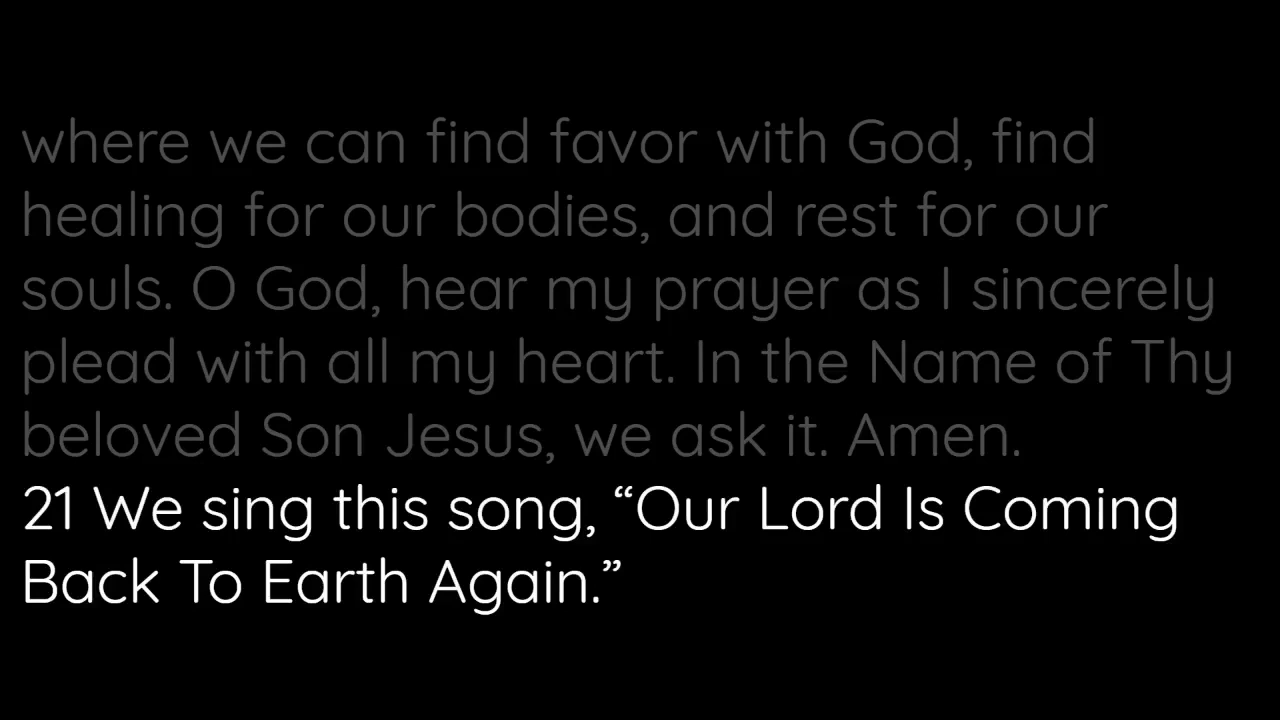 where we can find favor with God, find
healing for our bodies, and rest for our
souls. O God, hear my prayer as I sincerely
plead with all my heart. In the Name of Thy
beloved Son Jesus, we ask it. Amen.
21 We sing this song, “Our Lord Is Coming
Back To Earth Again.”